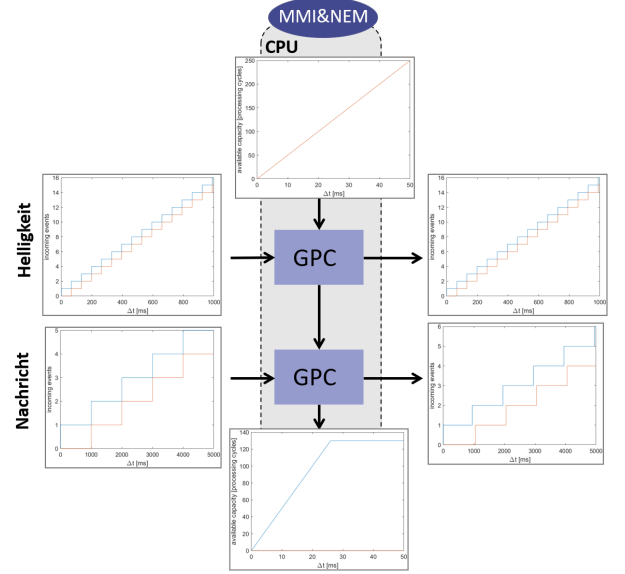 MMI&NEM
CPU
available capacity [processing cycles]
250
200
150
100
50
0
0 10 20 30 40 50
Δt [ms]
Helligkeit
incoming events
16
14
12
10
8
6
4
2
0
0 200 400 600 800 1000
Δt [ms]
GPC
incoming events
16
14
12
10
8
6
4
2
0
0 200 400 600 800 1000
Δt [ms]
Nachricht
incoming events
5
4
3
2
1
0
0 1000 2000 3000 4000 5000
Δt [ms]
GPC
incoming events
6
5
4
3
2
1
0
0 1000 2000 3000 4000 5000
Δt [ms]
available capacity [processing cycles]
140
120
100
80
60
40
20
0
0 10 20 30 40 50
Δt [ms]